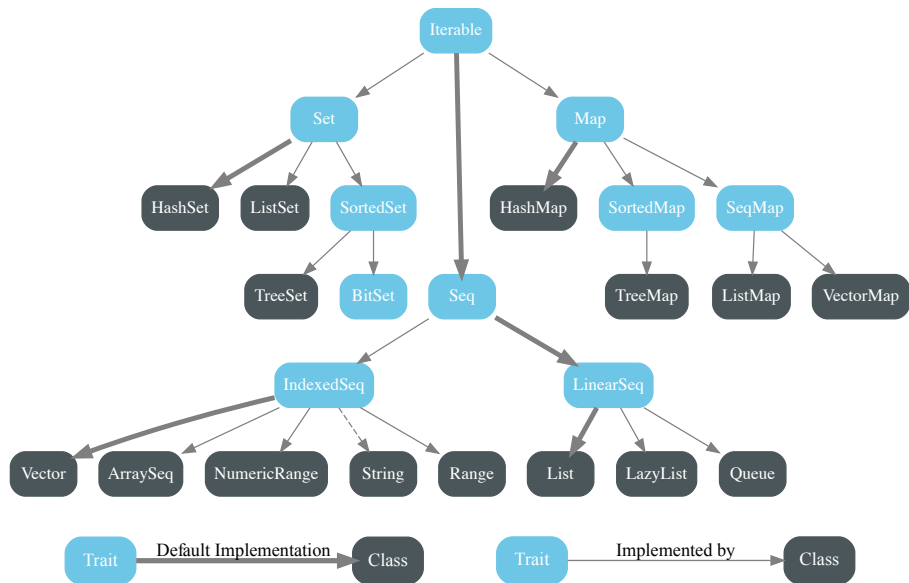 Iterable
Set Map
HashSet ListSet SortedSet HashMap SortedMap SeqMap
TreeSet BitSet Seq TreeMap ListMap VectorMap
IndexedSeq LinearSeq
Vector ArraySeq NumericRange String Range List LazyList Queue
Trait Default Implementation Class Trait Implemented by Class